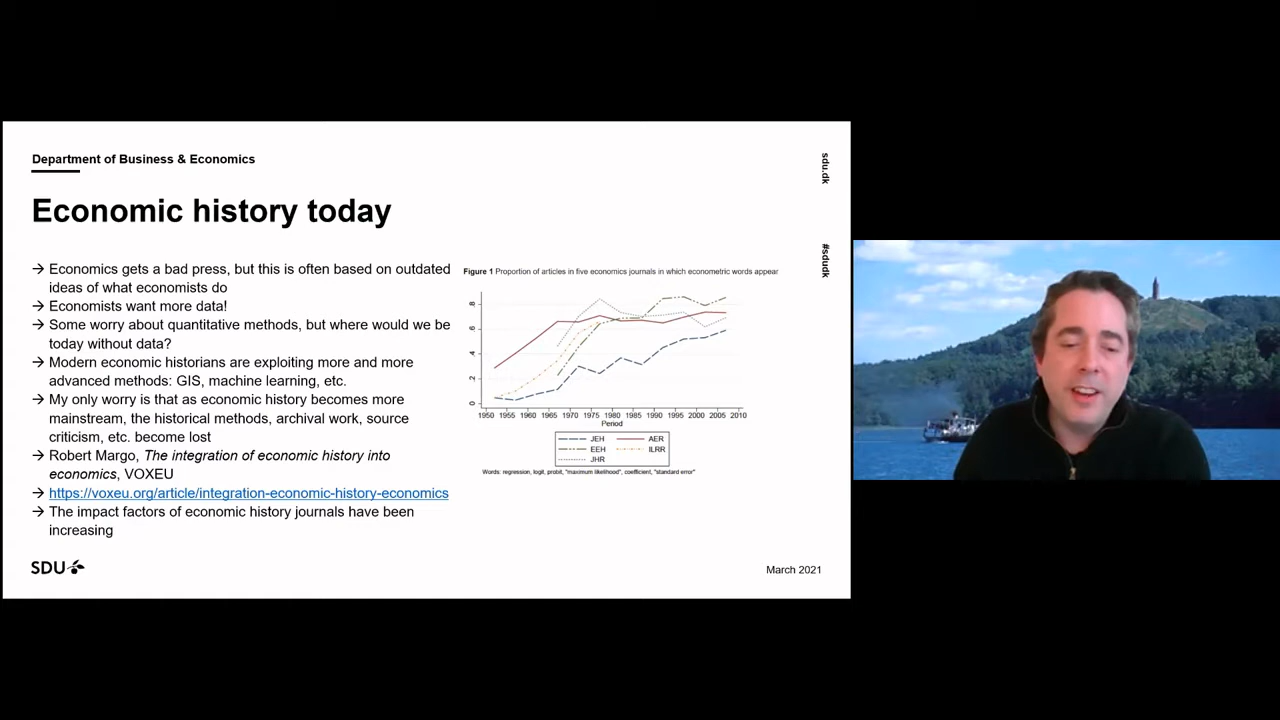 Department of Business & Economics
sdu.dk
Economic history today
#sdudk
→ Economics gets a bad press, but this is often based on outdated
ideas of what economists do
→ Economists want more data!
→ Some worry about quantitative methods, but where would we be
today without data?
→ Modern economic historians are exploiting more and more
advanced methods: GIS, machine learning, etc.
→ My only worry is that as economic history becomes more
mainstream, the historical methods, archival work, source
criticism, etc. become lost
→ Robert Margo, The integration of economic history into
economics, VOXEU
→ https://voxeu.org/article/integration-economic-history-economics
→ The impact factors of economic history journals have been
increasing
Figure 1 Proportion of articles in five economics journals in which econometric words appear
.8
.6
.4
.2
0
1950 1955 1960 1965 1970 1975 1980 1985 1990 1995 2000 2005 2010
Period
JEH AER
EEH ILRR
JHR
Words: regression, logit, probit, "maximum likelihood", coefficient, "standard error"
SDU
March 2021